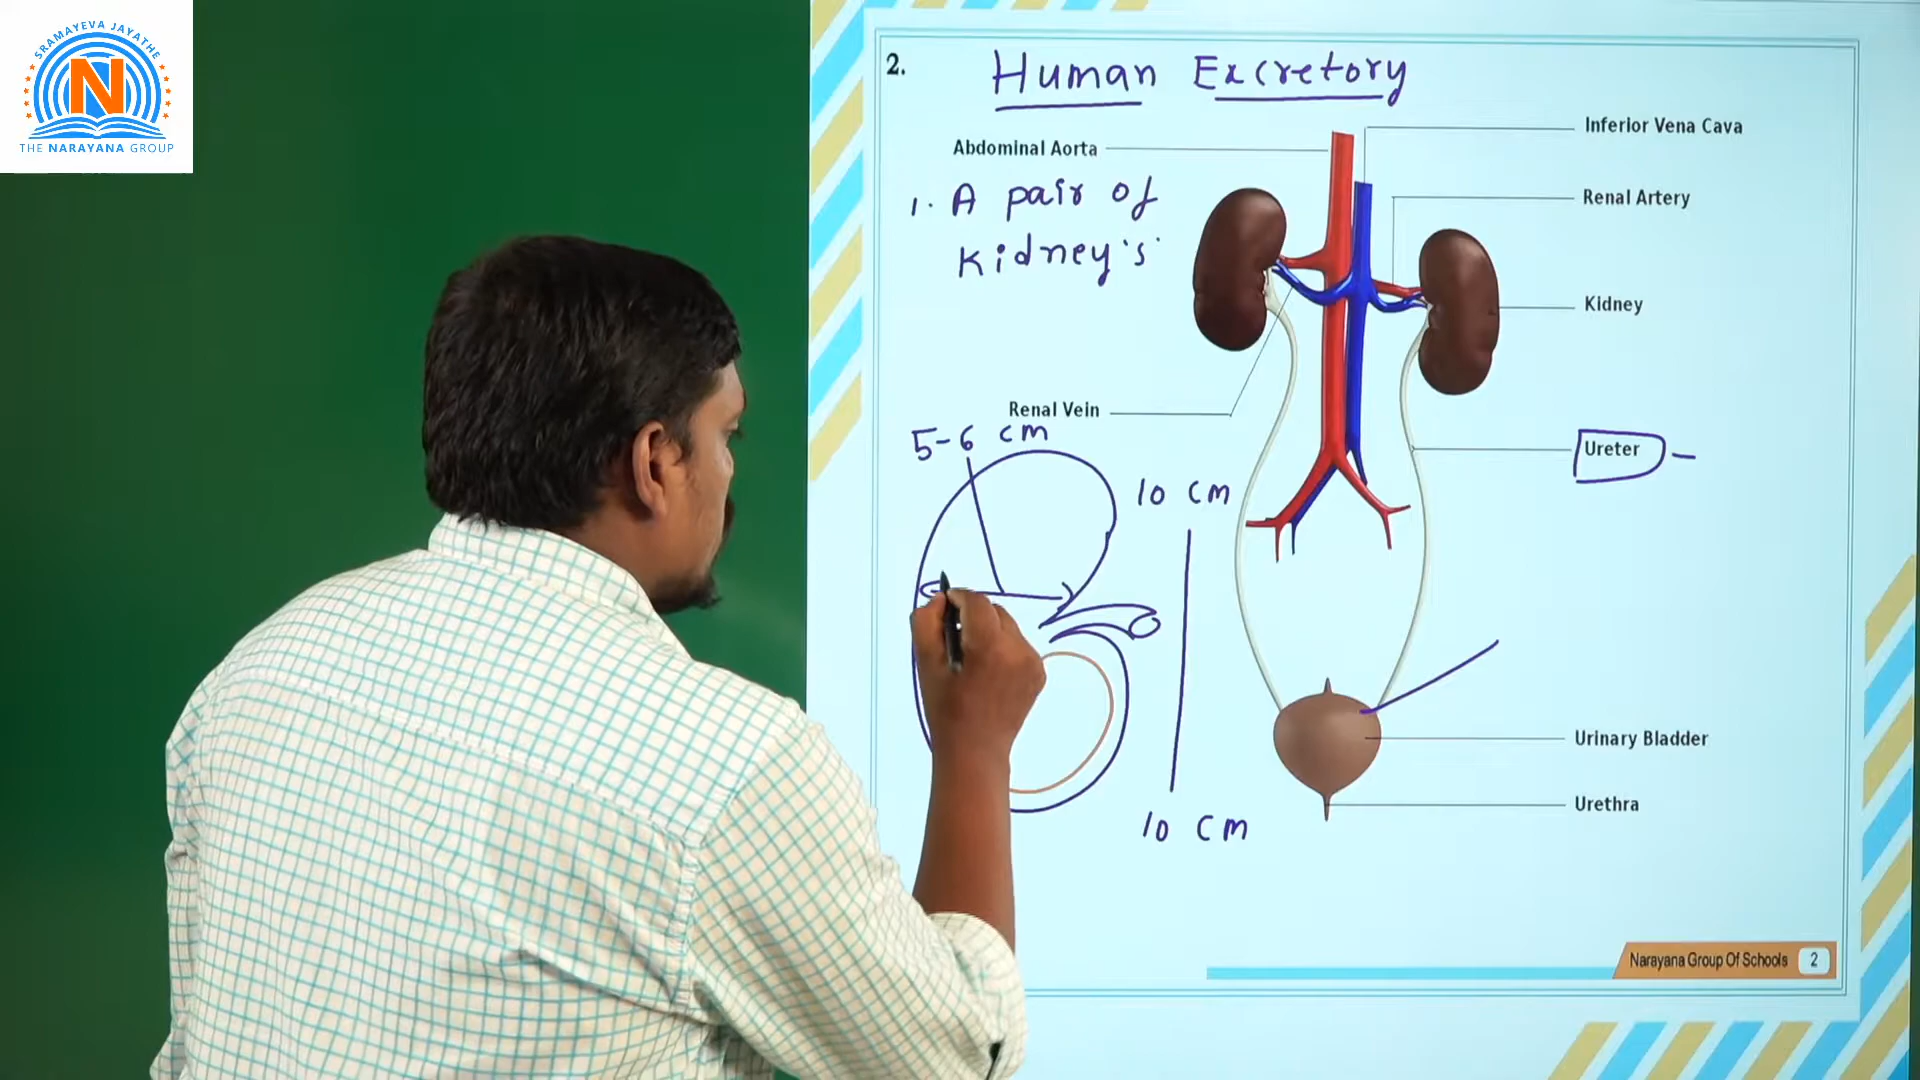 SRAMAYEVA JAYATHE
N
THE NARAYANA GROUP
2.
Human Excretory
Abdominal Aorta
Inferior Vena Cava
1. A pair of
Kidney's
Renal Artery
Kidney
Renal Vein
5-6 cm
Ureter
10 cm
Urinary Bladder
Urethra
10 cm
Narayana Group Of Schools 2